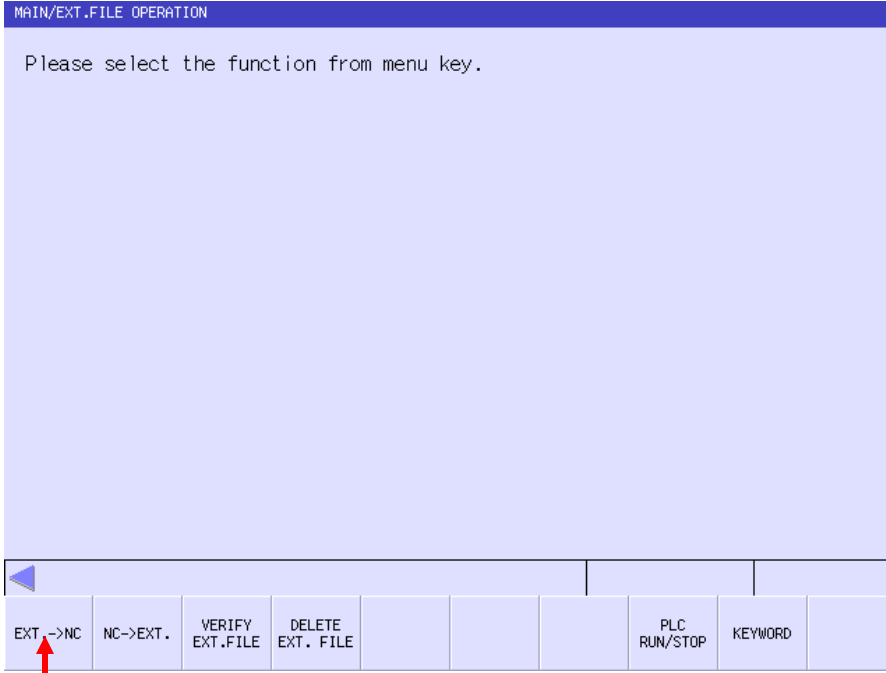 MAIN/EXT.FILE OPERATION
Please select the function from menu key.
EXT.->NC
NC->EXT.
VERIFY
EXT.FILE
DELETE
EXT. FILE
PLC
RUN/STOP
KEYWORD